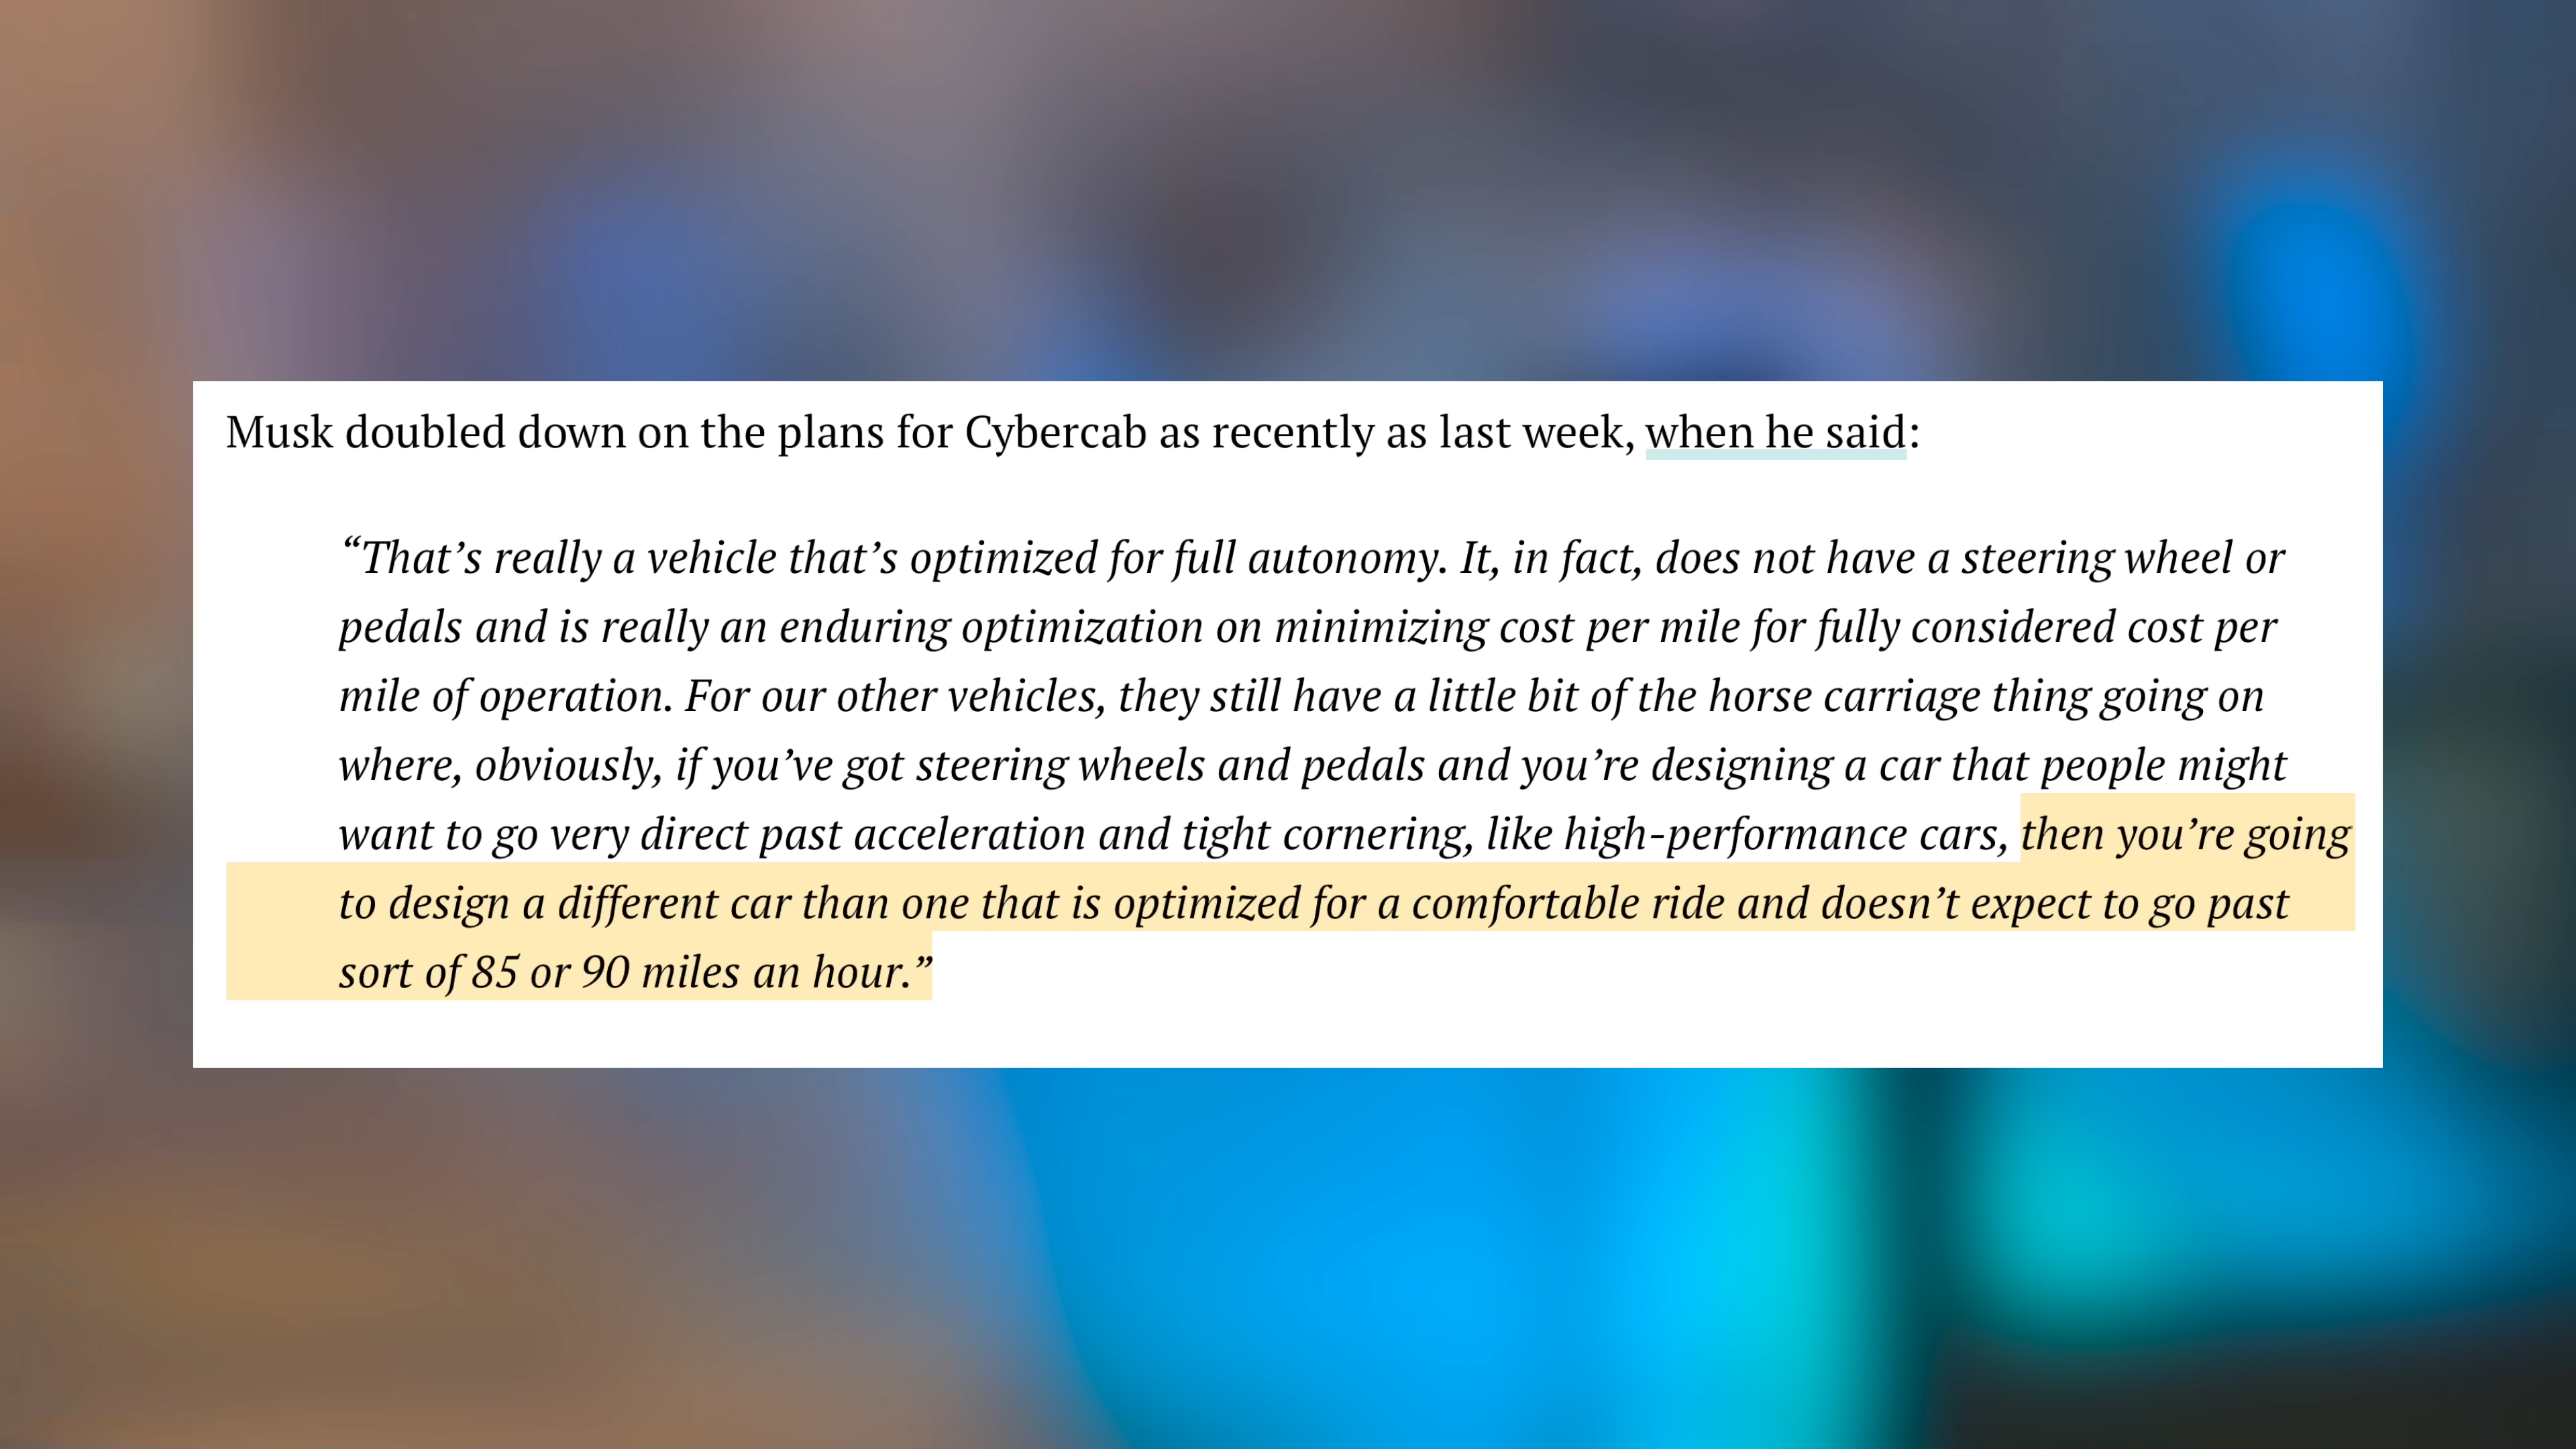 Musk doubled down on the plans for Cybercab as recently as last week, when he said:
“That’s really a vehicle that’s optimized for full autonomy. It, in fact, does not have a steering wheel or
pedals and is really an enduring optimization on minimizing cost per mile for fully considered cost per
mile of operation. For our other vehicles, they still have a little bit of the horse carriage thing going on
where, obviously, if you’ve got steering wheels and pedals and you’re designing a car that people might
want to go very direct past acceleration and tight cornering, like high-performance cars, then you’re going
to design a different car than one that is optimized for a comfortable ride and doesn’t expect to go past
sort of 85 or 90 miles an hour.”